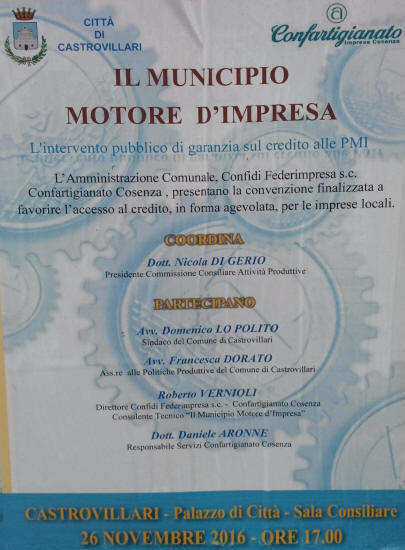 CITTÀ
DI
CASTROVILLARI
Confartigianato
Imprese Cosenza
IL MUNICIPIO
MOTORE D'IMPRESA
L'intervento pubblico di garanzia sul credito alle PMI
L'Amministrazione Comunale, Confidi Federimpresa s.c.
Confartigianato Cosenza , presentano la convenzione finalizzata a
favorire l'accesso al credito, in forma agevolata, per le imprese locali.
COORDINA
Dott. Nicola DI GERIO
Presidente Commissione Consiliare Attività Produttive
PARTECIPANO
Avv. Domenico LO POLITO
Sindaco del Comune di Castrovillari
Avv. Francesca DORATO
Ass.re alle Politiche Produttive del Comune di Castrovillari
Roberto VERNIOLI
Direttore Confidi Federimpresa s.c. - Confartigianato Cosenza
Consulente Tecnico "Il Municipio Motore d'Impresa"
Dott. Daniele ARONNE
Responsabile Servizi Confartigianato Cosenza
CASTROVILLARI - Palazzo di Città - Sala Consiliare
26 NOVEMBRE 2016 - ORE 17.00